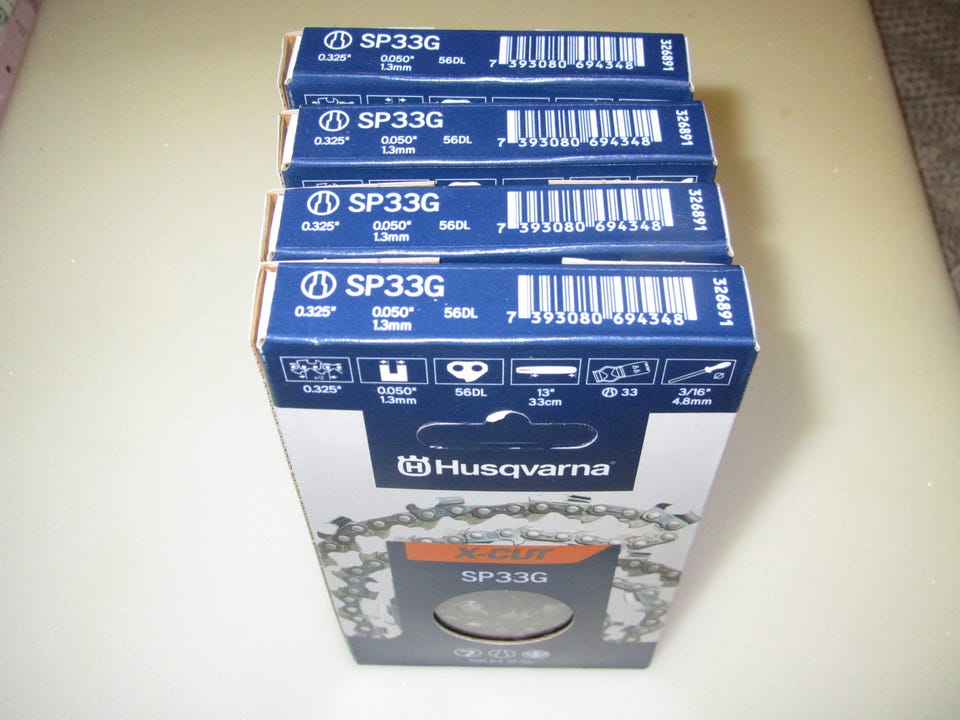 SP33G
0.325" 0.050" 56DL
1.3mm
7 393080 694348
326891
SP33G
0.325" 0.050" 56DL
1.3mm
7 393080 694348
326891
SP33G
0.325" 0.050" 56DL
1.3mm
7 393080 694348
326891
SP33G
0.325" 0.050" 56DL
1.3mm
7 393080 694348
326891
0.325" 0.050" 56DL 13" 33 3/16"
1.3mm 33cm 4.8mm
H Husqvarna®
X-CUT
SP33G